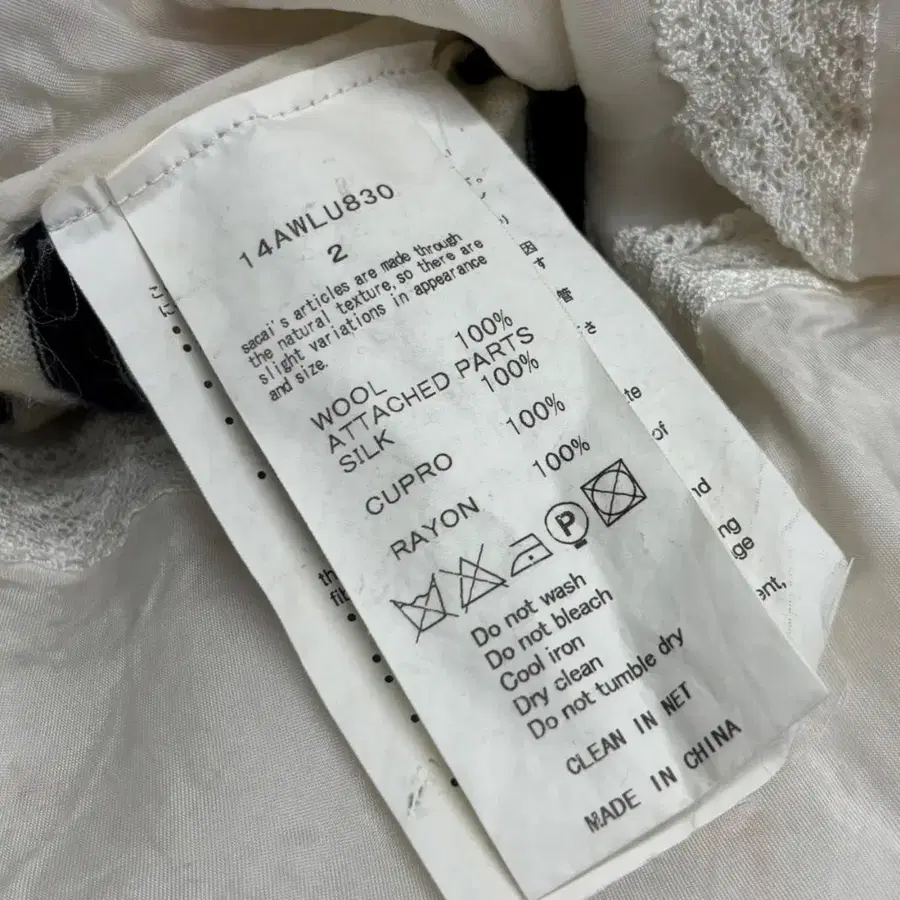 14AWLU830
2
sacai's articles are made through
the natural texture,so there are
slight variations in appearance
and size.
WOOL 100%
ATTACHED PARTS
SILK 100%
CUPRO 100%
RAYON 100%
P
Do not wash
Do not bleach
Cool iron
Dry clean
Do not tumble dry
CLEAN IN NET
MADE IN CHINA